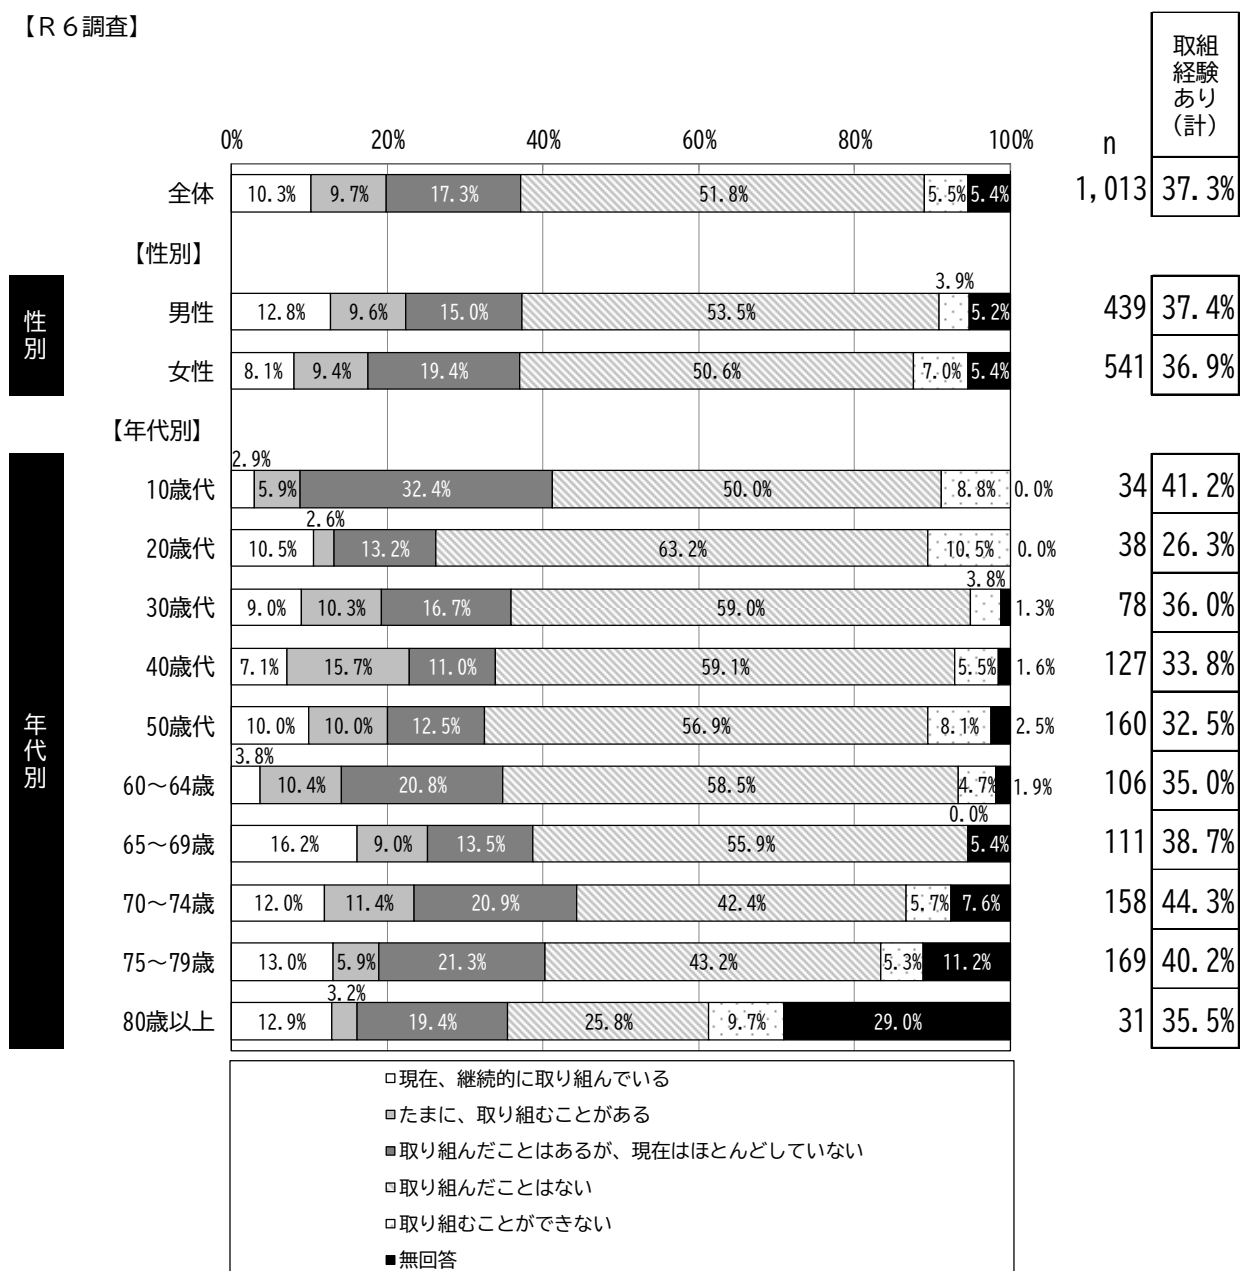 【Ｒ６調査】
取組
経験
あり
(計)
0% 20% 40% 60% 80% 100% n
全体 10.3% 9.7% 17.3% 51.8% 5.5% 5.4% 1,013 37.3%
【性別】
性別
3.9%
男性 12.8% 9.6% 15.0% 53.5% 5.2% 439 37.4%
女性 8.1% 9.4% 19.4% 50.6% 7.0% 5.4% 541 36.9%
【年代別】
年代別
2.9%
10歳代 5.9% 32.4% 50.0% 8.8% 0.0% 34 41.2%
2.6%
20歳代 10.5% 13.2% 63.2% 10.5% 0.0% 38 26.3%
3.8%
30歳代 9.0% 10.3% 16.7% 59.0% 1.3% 78 36.0%
40歳代 7.1% 15.7% 11.0% 59.1% 5.5% 1.6% 127 33.8%
50歳代 10.0% 10.0% 12.5% 56.9% 8.1% 2.5% 160 32.5%
3.8%
60～64歳 10.4% 20.8% 58.5% 4.7% 1.9% 106 35.0%
0.0%
65～69歳 16.2% 9.0% 13.5% 55.9% 5.4% 111 38.7%
70～74歳 12.0% 11.4% 20.9% 42.4% 5.7% 7.6% 158 44.3%
75～79歳 13.0% 5.9% 21.3% 43.2% 5.3% 11.2% 169 40.2%
3.2%
80歳以上 12.9% 19.4% 25.8% 9.7% 29.0% 31 35.5%
現在、継続的に取り組んでいる
たまに、取り組むことがある
取り組んだことはあるが、現在はほとんどしていない
取り組んだことはない
取り組むことができない
無回答